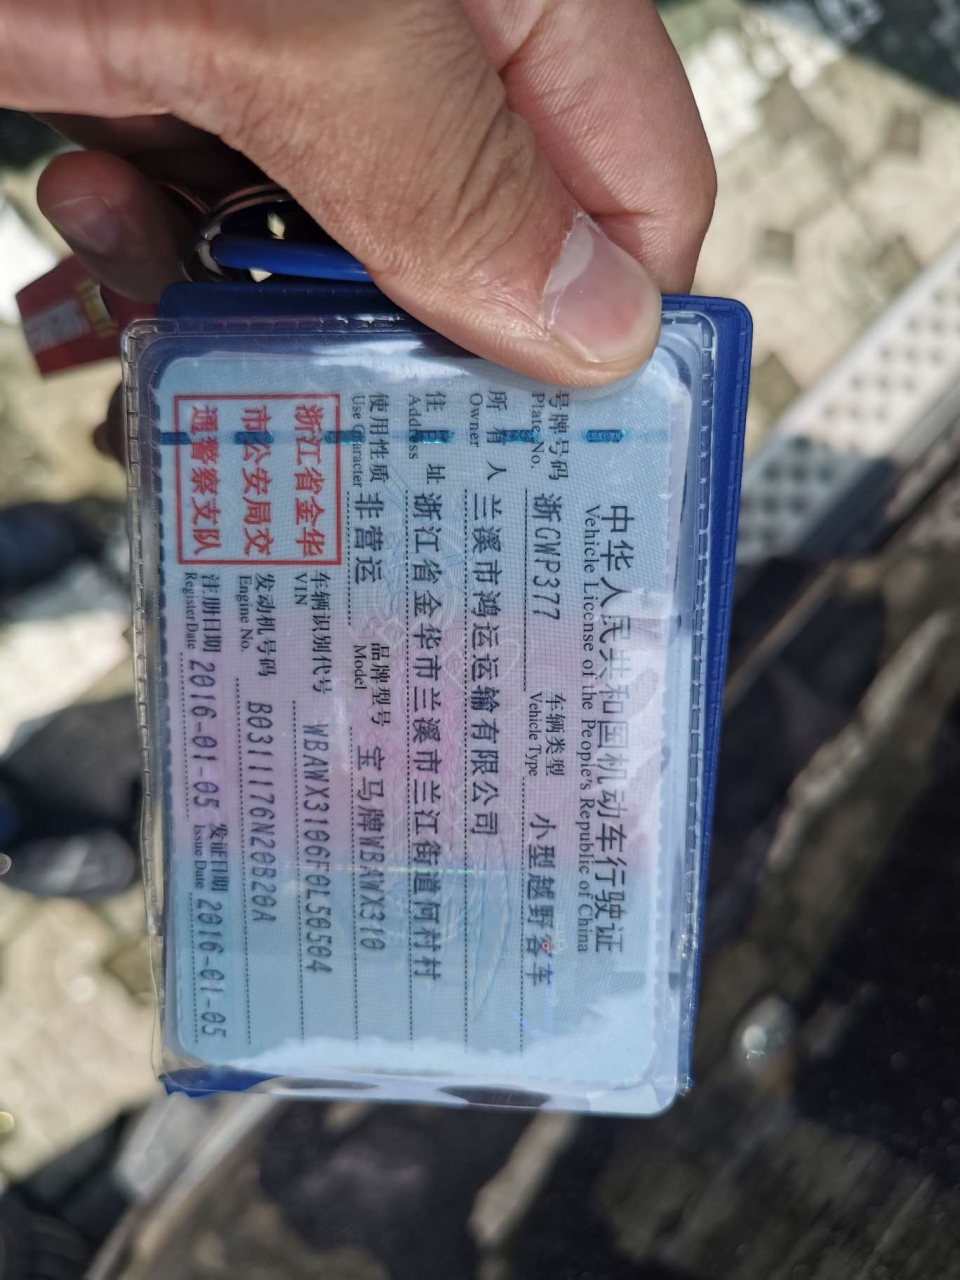 中华人民共和国机动车行驶证
Vehicle License of the People's Republic of China
号牌号码 浙GWP377 车辆类型 小型越野客车
Plate No. Vehicle Type
所有人 兰溪市鸿运运输有限公司
Owner
住址 浙江省金华市兰溪市兰江街道何村村
Address
使用性质 非营运 品牌型号 宝马牌WBAWX310
Use Character Model
浙江省金华
市公安局交
通警察支队
车辆识别代号 WBAWX3106F0L50504
VIN
发动机号码 B0311176N20B20A
Engine No.
注册日期 2016-01-05 发证日期 2016-01-05
Register Date Issue Date